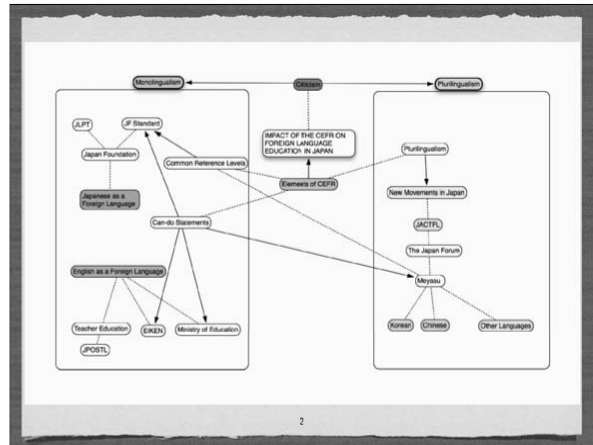 Monolingualism
Criticism
Plurilingualism
JLPT
JF Standard
IMPACT OF THE CEFR ON
FOREIGN LANGUAGE
EDUCATION IN JAPAN
Japan Foundation
Common Reference Levels
Plurilingualism
Elements of CEFR
New Movements in Japan
Japanese as a
Foreign Language
Can-do Statements
JACTFL
The Japan Forum
English as a Foreign Language
Meyasu
Teacher Education
EIKEN
Ministry of Education
Korean
Chinese
Other Languages
JPOSTL
2